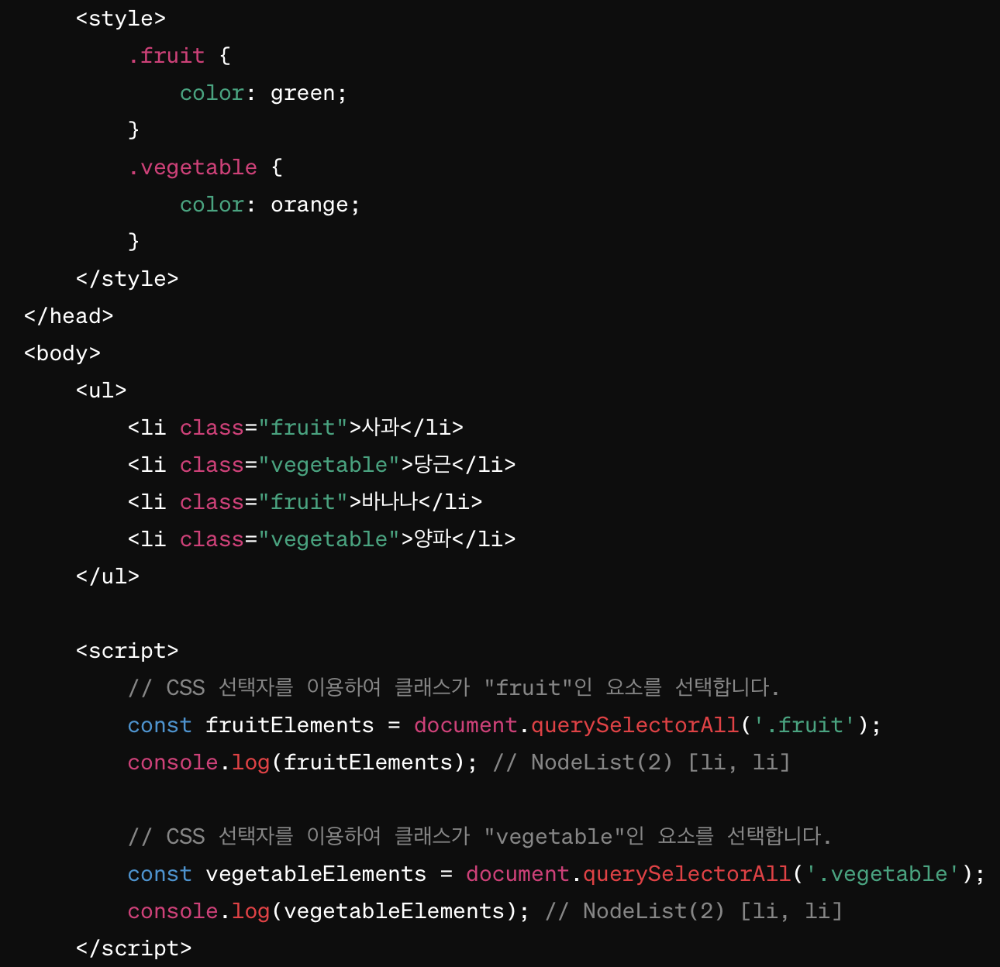 <style>
.fruit {
color: green;
}
.vegetable {
color: orange;
}
</style>
</head>
<body>
<ul>
<li class="fruit">사과</li>
<li class="vegetable">당근</li>
<li class="fruit">바나나</li>
<li class="vegetable">양파</li>
</ul>
<script>
// CSS 선택자를 이용하여 클래스가 "fruit"인 요소를 선택합니다.
const fruitElements = document.querySelectorAll('.fruit');
console.log(fruitElements); // NodeList(2) [li, li]
// CSS 선택자를 이용하여 클래스가 "vegetable"인 요소를 선택합니다.
const vegetableElements = document.querySelectorAll('.vegetable');
console.log(vegetableElements); // NodeList(2) [li, li]
</script>